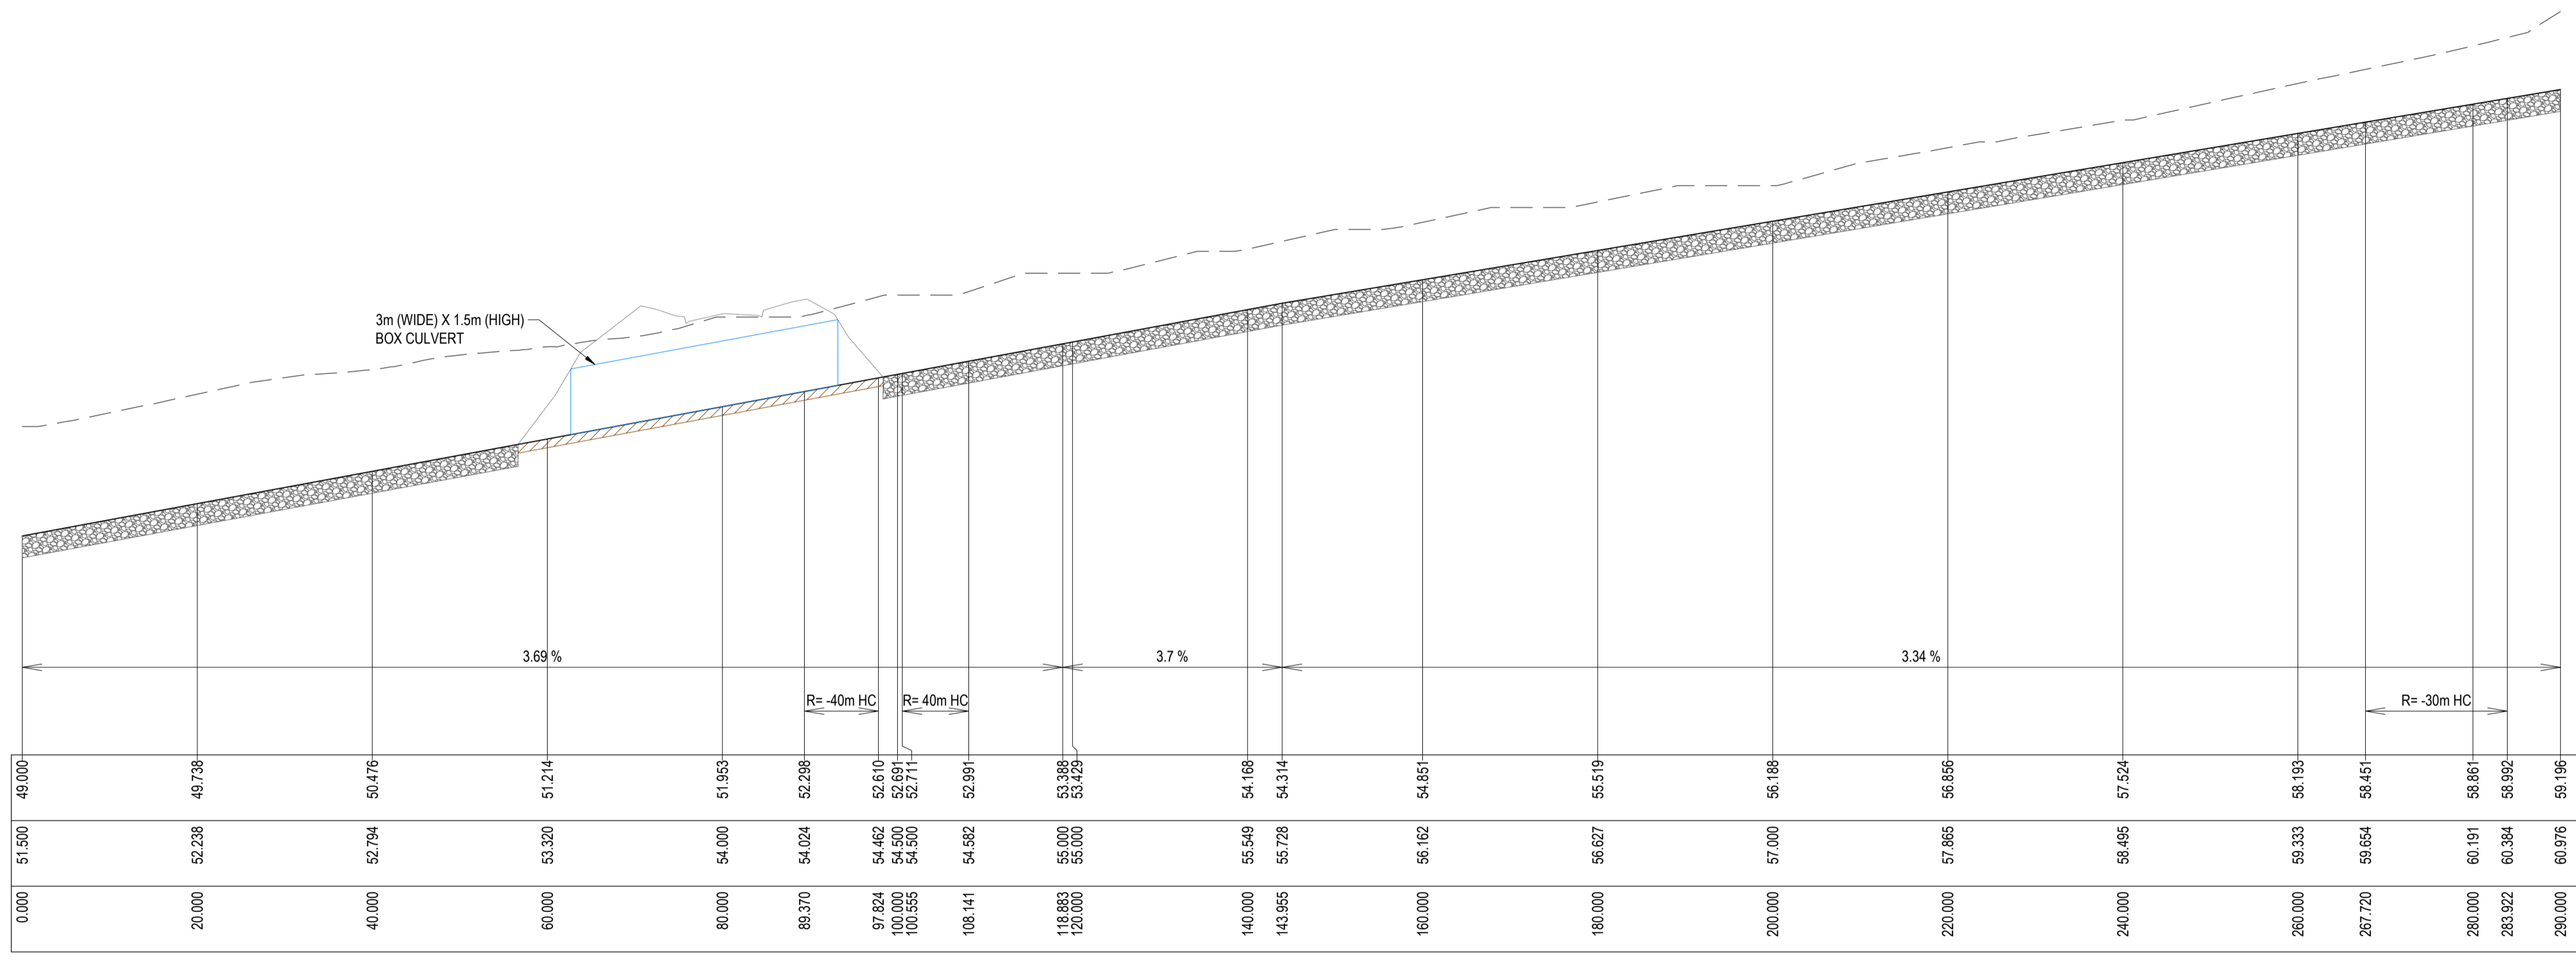 3m (WIDE) X 1.5m (HIGH)
BOX CULVERT
3.69 %
3.7 %
3.34 %
R= -40m HC
R= 40m HC
R= -30m HC
49.000 49.738 50.476 51.214 51.953 52.298 52.610 52.691 52.711 52.991 53.388 53.429 54.168 54.314 54.851 55.519 56.188 56.856 57.524 58.193 58.451 58.861 58.992 59.196
51.500 52.238 52.794 53.320 54.000 54.024 54.462 54.500 54.500 54.582 55.000 55.000 55.549 55.728 56.162 56.627 57.000 57.865 58.495 59.333 59.654 60.191 60.384 60.976
0.000 20.000 40.000 60.000 80.000 89.370 97.824 100.000 100.555 108.141 118.883 120.000 140.000 143.955 160.000 180.000 200.000 220.000 240.000 260.000 267.720 280.000 283.922 290.000